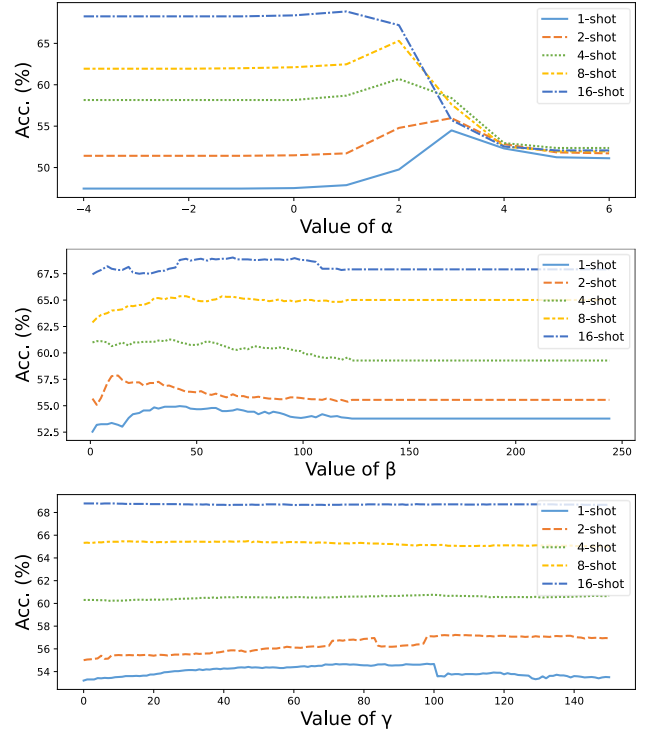 1-shot
2-shot
4-shot
8-shot
16-shot
65
60
55
50
Acc. (%)
−4
−2
0
2
4
6
Value of α
1-shot
2-shot
4-shot
8-shot
16-shot
67.5
65.0
62.5
60.0
57.5
55.0
52.5
Acc. (%)
0
50
100
150
200
250
Value of β
1-shot
2-shot
4-shot
8-shot
16-shot
68
66
64
62
60
58
56
54
Acc. (%)
0
20
40
60
80
100
120
140
Value of γ